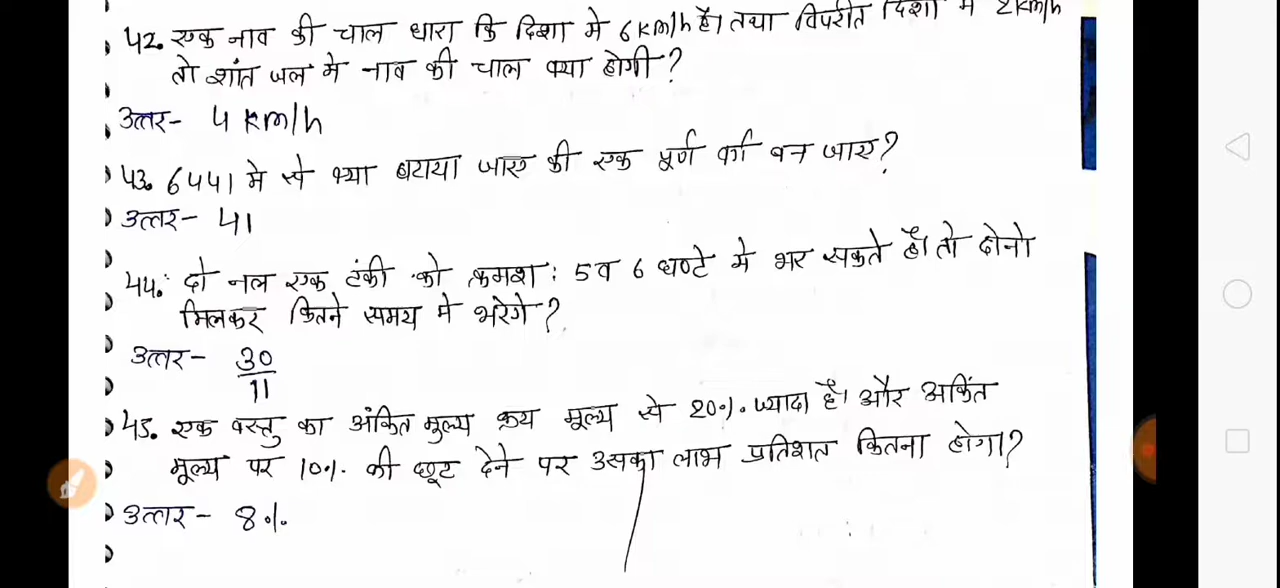 42. एक नाव की चाल धारा कि दिशा मे 6 km/h है। तथा विपरीत दिशा मे 2 km/h
तो शांत जल मे नाव की चाल क्या होगी?
उत्तर- 4 km/h
43. 6441 मे से क्या घटाया जाए की एक पूर्ण वर्ग बन जाए?
उत्तर- 41
44. दो नल एक टंकी को क्रमशः 5 व 6 घण्टे मे भर सकते है। तो दोनो
मिलकर कितने समय मे भरेगे?
उत्तर- 30/11
45. एक वस्तु का अंकित मुल्य क्रय मूल्य से 20%. ज्यादा है। और अकिंत
मूल्य पर 10%. की छूट देने पर उसका लाभ प्रतिशत कितना होगा?
उत्तर- 8%.